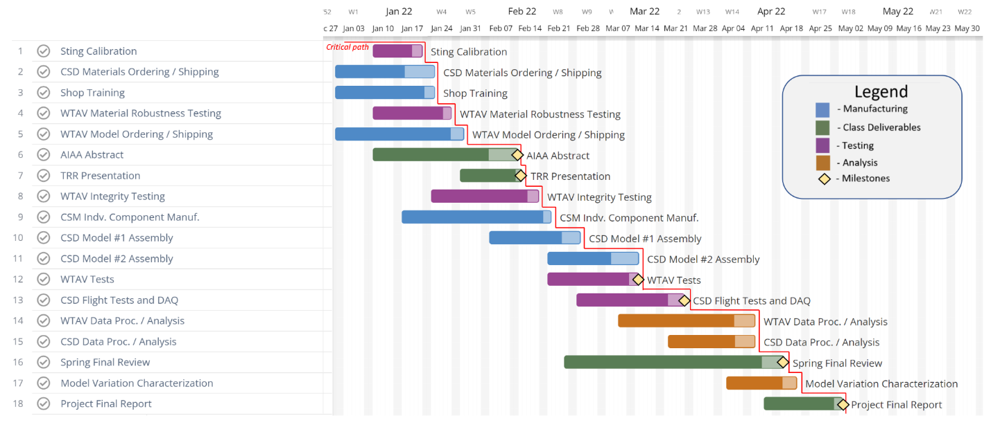 52 W1 Jan 22 W4 W5 Feb 22 W8 W9 W Mar 22 2 W13 W14 Apr 22 W17 W18 May 22 W21 W22
c 27 Jan 03 Jan 10 Jan 17 Jan 24 Jan 31 Feb 07 Feb 14 Feb 21 Feb 28 Mar 07 Mar 14 Mar 21 Mar 28 Apr 04 Apr 11 Apr 18 Apr 25 May 02 May 09 May 16 May 23 May 30
Critical path
1 Sting Calibration Sting Calibration
2 CSD Materials Ordering / Shipping CSD Materials Ordering / Shipping
3 Shop Training Shop Training
4 WTAV Material Robustness Testing WTAV Material Robustness Testing
5 WTAV Model Ordering / Shipping WTAV Model Ordering / Shipping
6 AIAA Abstract AIAA Abstract
7 TRR Presentation TRR Presentation
8 WTAV Integrity Testing WTAV Integrity Testing
9 CSM Indv. Component Manuf. CSM Indv. Component Manuf.
10 CSD Model #1 Assembly CSD Model #1 Assembly
11 CSD Model #2 Assembly CSD Model #2 Assembly
12 WTAV Tests WTAV Tests
13 CSD Flight Tests and DAQ CSD Flight Tests and DAQ
14 WTAV Data Proc. / Analysis WTAV Data Proc. / Analysis
15 CSD Data Proc. / Analysis CSD Data Proc. / Analysis
16 Spring Final Review Spring Final Review
17 Model Variation Characterization Model Variation Characterization
18 Project Final Report Project Final Report
Legend
- Manufacturing
- Class Deliverables
- Testing
- Analysis
- Milestones